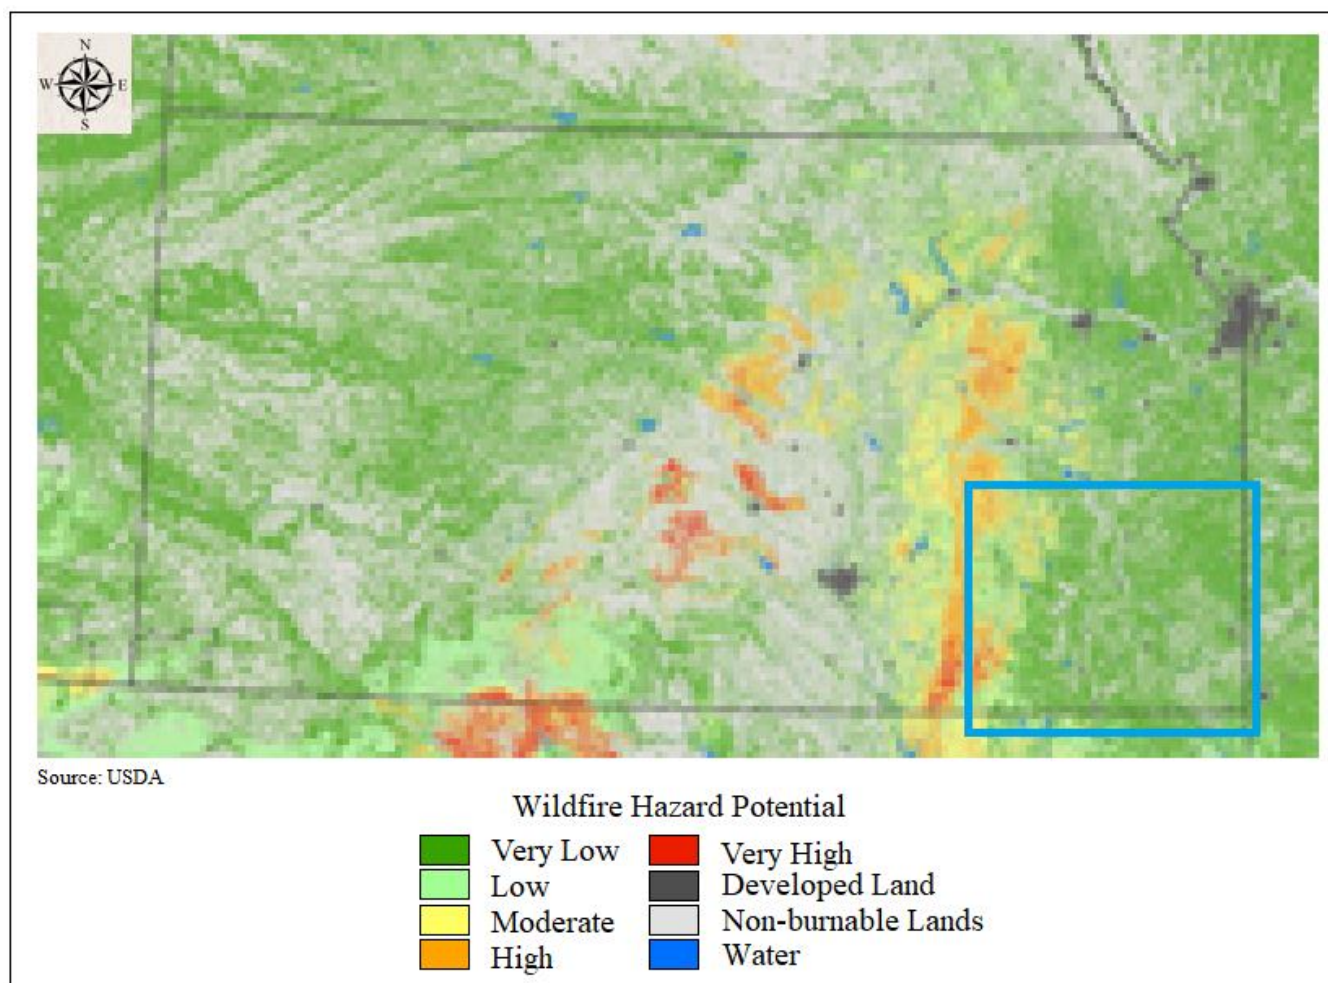 N
W E
S
Source: USDA
Wildfire Hazard Potential
Very Low
Low
Moderate
High
Very High
Developed Land
Non-burnable Lands
Water